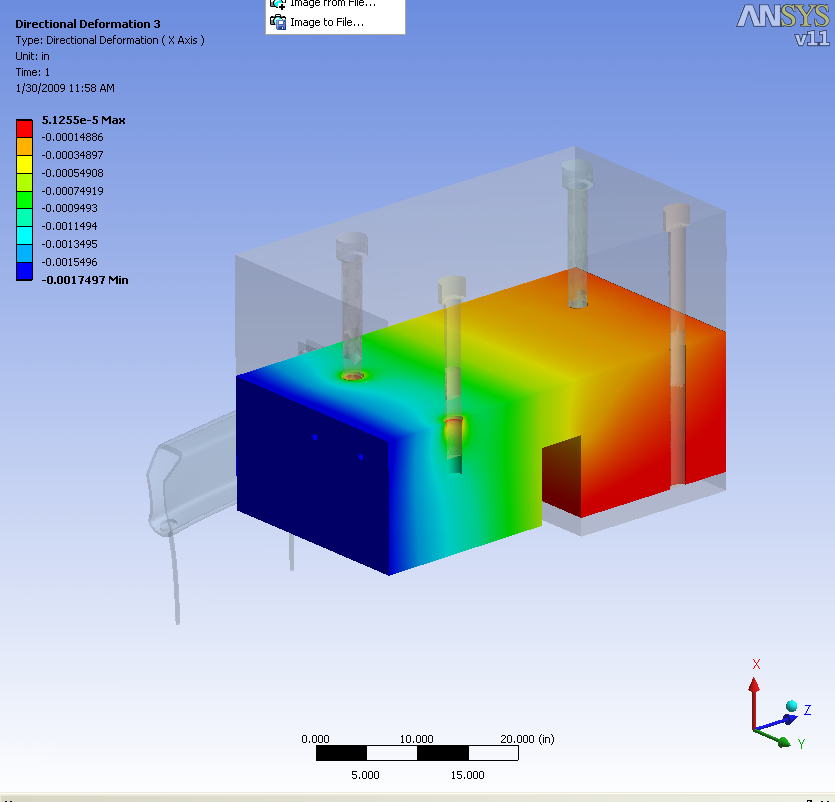 Image from File...
Image to File...
Directional Deformation 3
Type: Directional Deformation ( X Axis )
Unit: in
Time: 1
1/30/2009 11:58 AM
ANSYS
v11
5.1255e-5 Max
-0.00014886
-0.00034897
-0.00054908
-0.00074919
-0.0009493
-0.0011494
-0.0013495
-0.0015496
-0.0017497 Min
X
Z
Y
0.000 10.000 20.000 (in)
5.000 15.000